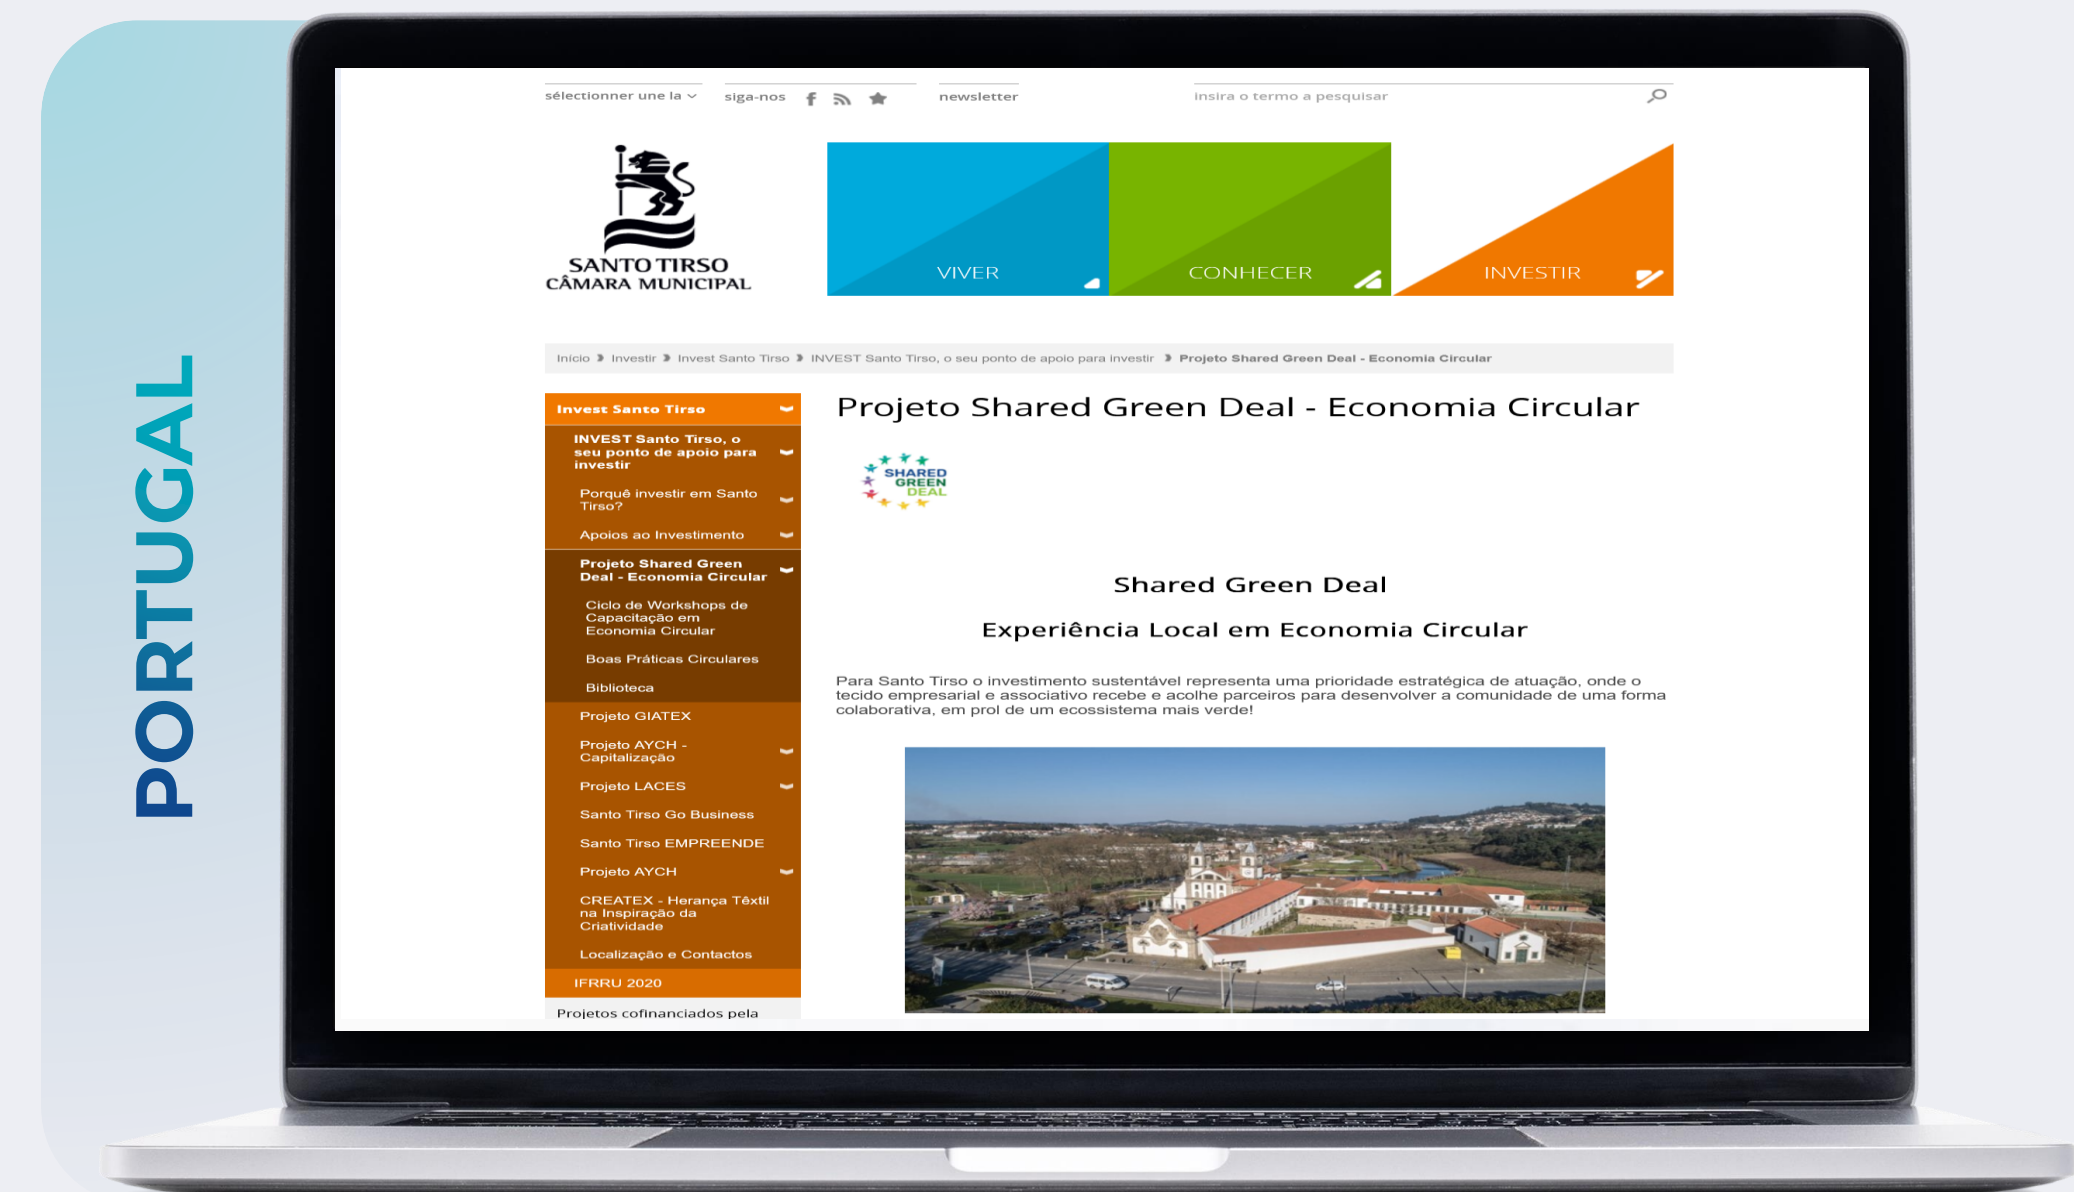 PORTUGAL
sélectionner une la
siga-nos
newsletter
insira o termo a pesquisar
SANTO TIRSO
CÂMARA MUNICIPAL
VIVER
CONHECER
INVESTIR
Início Investir Invest Santo Tirso INVEST Santo Tirso, o seu ponto de apoio para investir Projeto Shared Green Deal - Economia Circular
Invest Santo Tirso
INVEST Santo Tirso, o
seu ponto de apoio para
investir
Porquê investir em Santo
Tirso?
Apoios ao Investimento
Projeto Shared Green
Deal - Economia Circular
Ciclo de Workshops de
Capacitação em
Economia Circular
Boas Práticas Circulares
Biblioteca
Projeto GIATEX
Projeto AYCH -
Capitalização
Projeto LACES
Santo Tirso Go Business
Santo Tirso EMPREENDE
Projeto AYCH
CREATEX - Herança Têxtil
na Inspiração da
Criatividade
Localização e Contactos
IFRRU 2020
Projetos cofinanciados pela
Projeto Shared Green Deal - Economia Circular
SHARED
GREEN
DEAL
Shared Green Deal
Experiência Local em Economia Circular
Para Santo Tirso o investimento sustentável representa uma prioridade estratégica de atuação, onde o
tecido empresarial e associativo recebe e acolhe parceiros para desenvolver a comunidade de uma forma
colaborativa, em prol de um ecossistema mais verde!